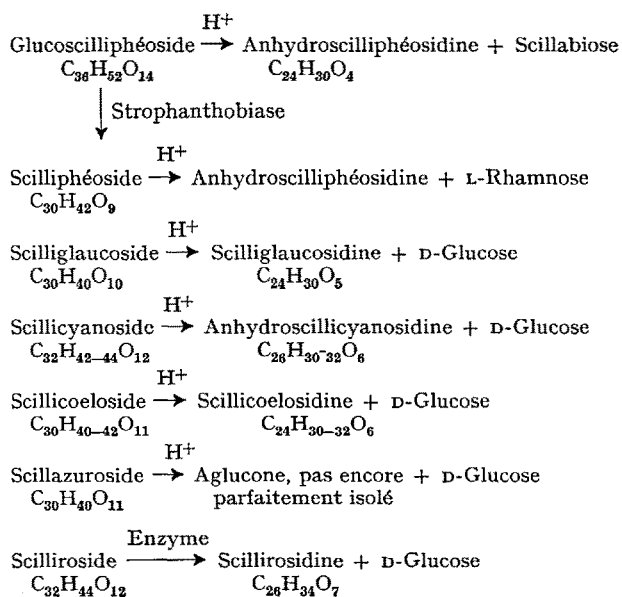 H⁺
Glucoscilliphéoside ⟶ Anhydroscilliphéosidine + Scillabiose
C₃₆H₅₂O₁₄ C₂₄H₃₀O₄
↓ Strophanthobiase
H⁺
Scilliphéoside ⟶ Anhydroscilliphéosidine + L-Rhamnose
C₃₀H₄₂O₉
H⁺
Scilliglaucoside ⟶ Scilliglaucosidine + D-Glucose
C₃₀H₄₀O₁₀ C₂₄H₃₀O₅
H⁺
Scillicyanoside ⟶ Anhydroscillicyanosidine + D-Glucose
C₃₂H₄₂₋₄₄O₁₂ C₂₆H₃₀₋₃₂O₆
H⁺
Scillicoeloside ⟶ Scillicoelosidine + D-Glucose
C₃₀H₄₀₋₄₂O₁₁ C₂₄H₃₀₋₃₂O₆
H⁺
Scillazuroside ⟶ Aglucone, pas encore + D-Glucose
C₃₀H₄₀O₁₁ parfaitement isolé
Enzyme
Scilliroside ⟶ Scillirosidine + D-Glucose
C₃₂H₄₄O₁₂ C₂₆H₃₄O₇